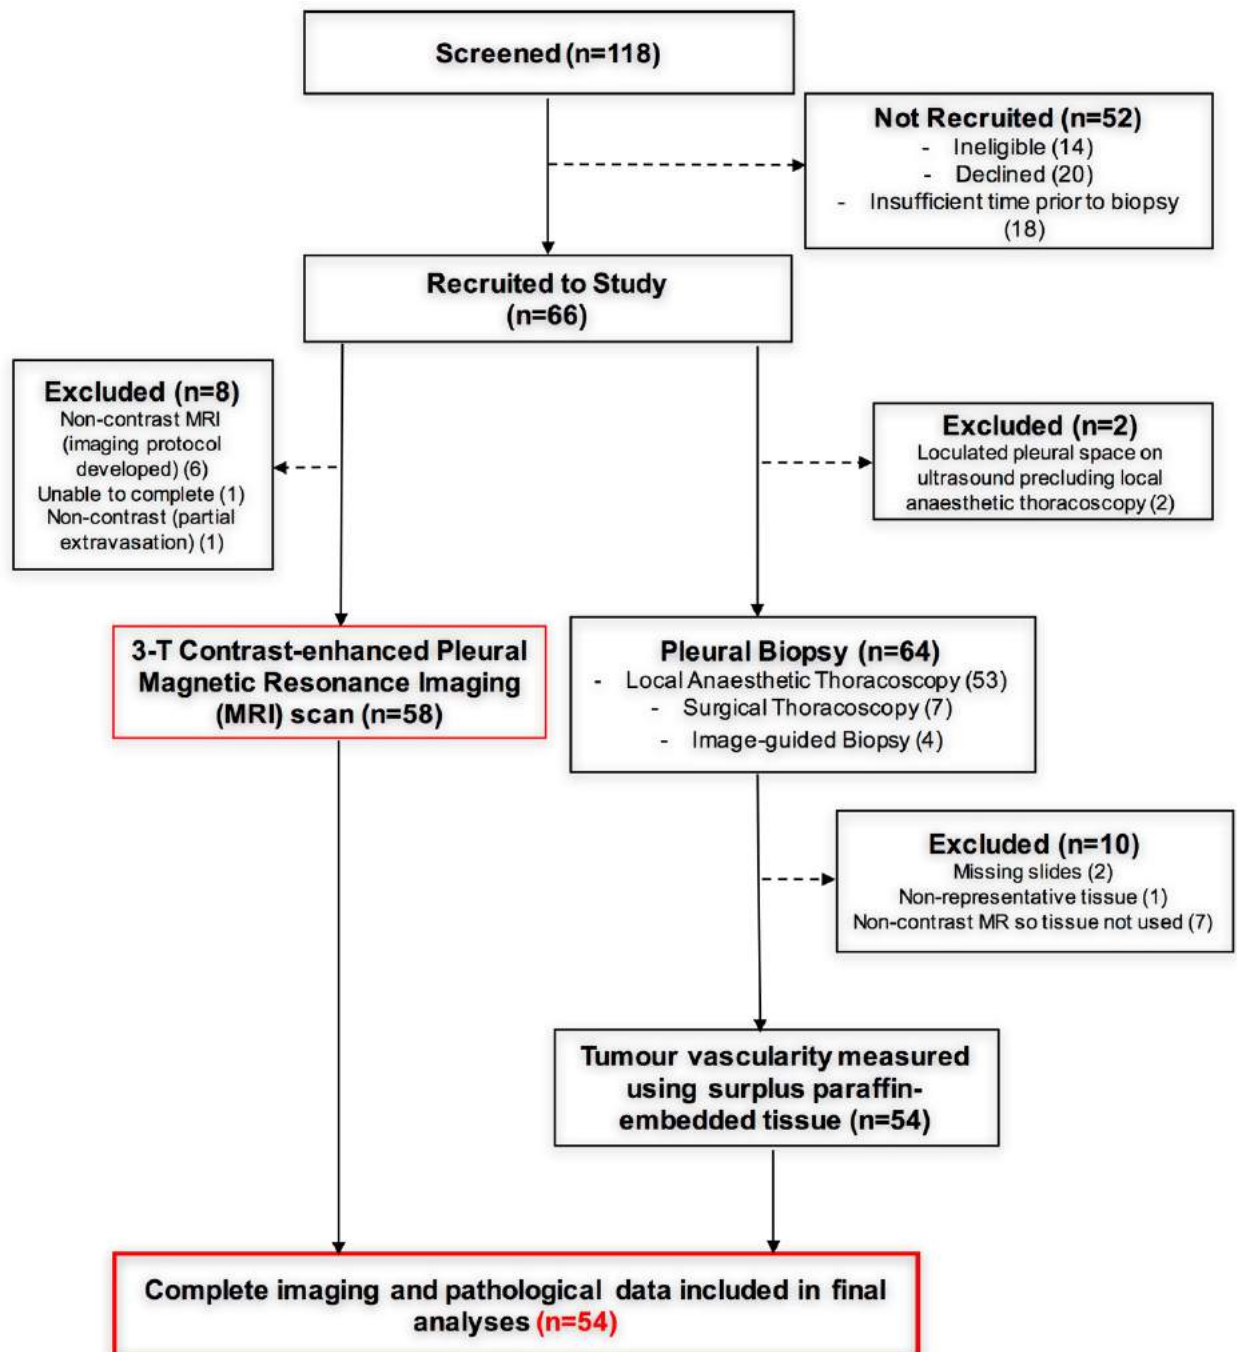 Screened (n=118)
Not Recruited (n=52)
- Ineligible (14)
- Declined (20)
- Insufficient time prior to biopsy
(18)
Recruited to Study
(n=66)
Excluded (n=8)
Non-contrast MRI
(imaging protocol
developed) (6)
Unable to complete (1)
Non-contrast (partial
extravasation) (1)
Excluded (n=2)
Loculated pleural space on
ultrasound precluding local
anaesthetic thoracoscopy (2)
3-T Contrast-enhanced Pleural
Magnetic Resonance Imaging
(MRI) scan (n=58)
Pleural Biopsy (n=64)
- Local Anaesthetic Thoracoscopy (53)
- Surgical Thoracoscopy (7)
- Image-guided Biopsy (4)
Excluded (n=10)
Missing slides (2)
Non-representative tissue (1)
Non-contrast MR so tissue not used (7)
Tumour vascularity measured
using surplus paraffin-
embedded tissue (n=54)
Complete imaging and pathological data included in final
analyses (n=54)